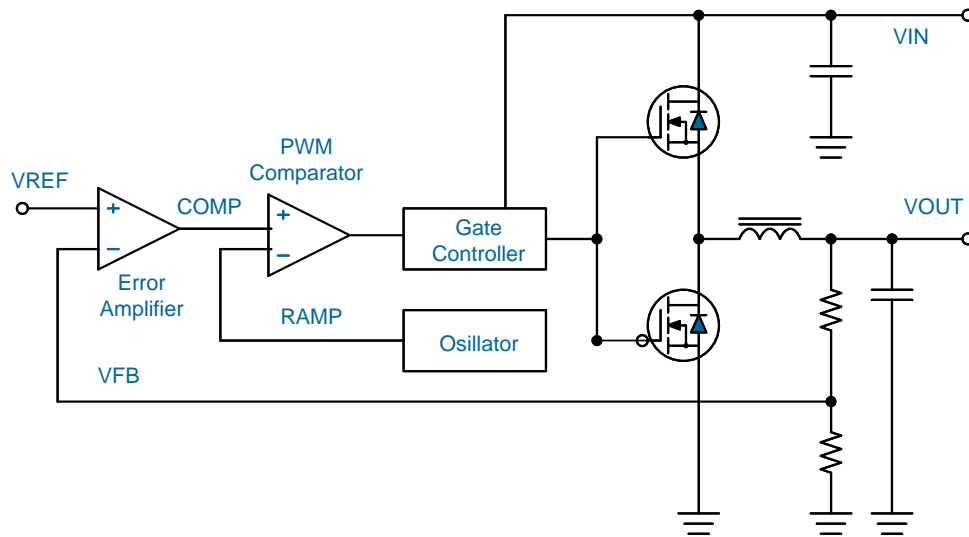 VIN
PWM
Comparator
VREF
COMP
VOUT
+
−
+
−
Gate
Controller
Error
Amplifier
RAMP
Osillator
VFB